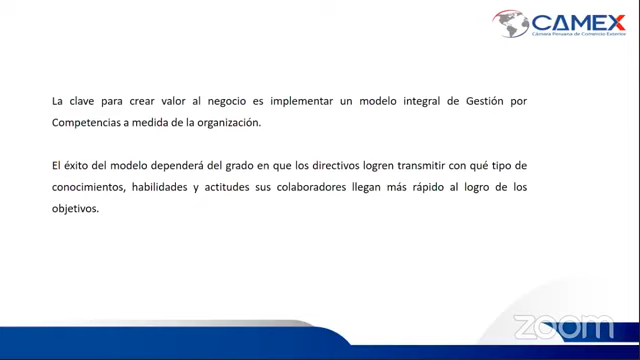 CAMEX
Cámara Peruana de Comercio Exterior
La clave para crear valor al negocio es implementar un modelo integral de Gestión por
Competencias a medida de la organización.
El éxito del modelo dependerá del grado en que los directivos logren transmitir con qué tipo de
conocimientos, habilidades y actitudes sus colaboradores llegan más rápido al logro de los
objetivos.
zoom